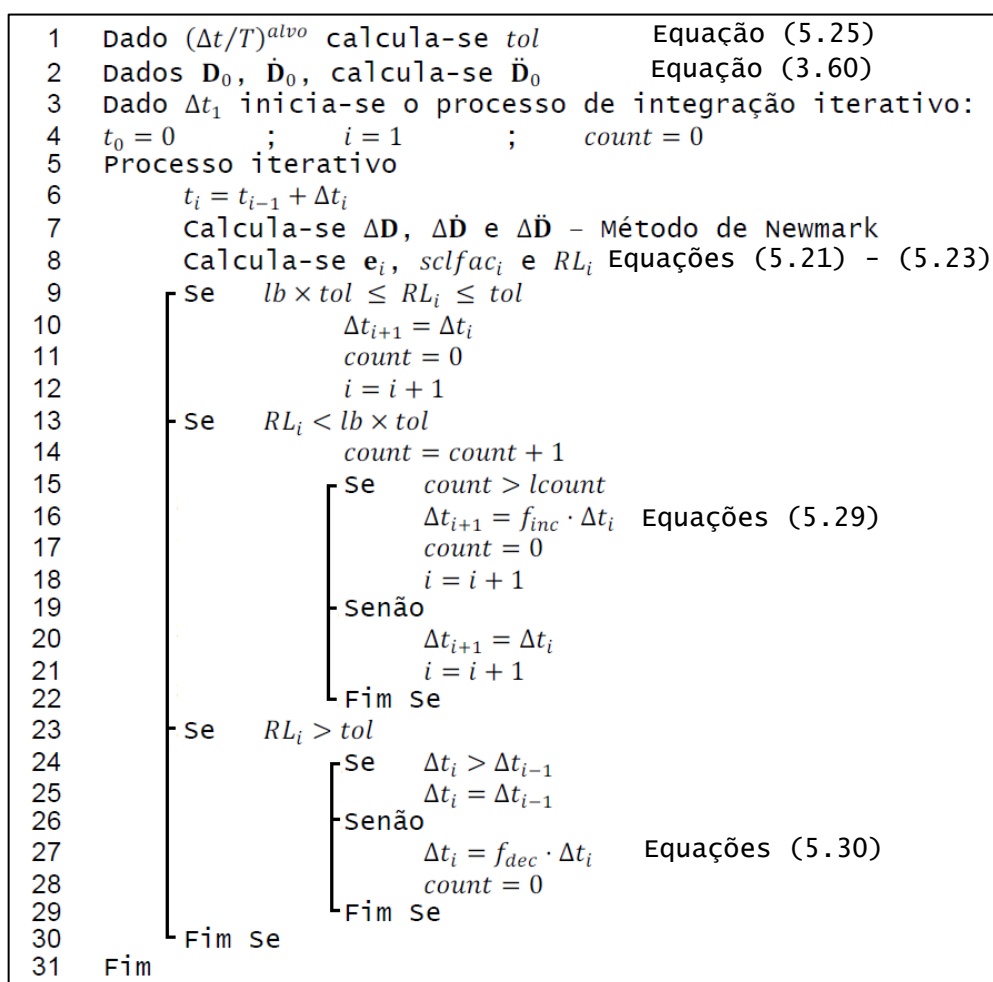 1 Dado (Δt/T)^{alvo} calcula-se tol Equação (5.25)
2 Dados D₀, Ḋ₀, calcula-se D̈₀ Equação (3.60)
3 Dado Δt₁ inicia-se o processo de integração iterativo:
4 t₀ = 0 ; i = 1 ; count = 0
5 Processo iterativo
6 tᵢ = tᵢ₋₁ + Δtᵢ
7 Calcula-se ΔD, ΔḊ e ΔD̈ – Método de Newmark
8 Calcula-se eᵢ, sclfacᵢ e RLᵢ Equações (5.21) - (5.23)
9 Se lb × tol ≤ RLᵢ ≤ tol
10 Δtᵢ₊₁ = Δtᵢ
11 count = 0
12 i = i + 1
13 Se RLᵢ < lb × tol
14 count = count + 1
15 Se count > lcount
16 Δtᵢ₊₁ = f_{inc} · Δtᵢ Equações (5.29)
17 count = 0
18 i = i + 1
19 Senão
20 Δtᵢ₊₁ = Δtᵢ
21 i = i + 1
22 Fim Se
23 Se RLᵢ > tol
24 Se Δtᵢ > Δtᵢ₋₁
25 Δtᵢ = Δtᵢ₋₁
26 Senão
27 Δtᵢ = f_{dec} · Δtᵢ Equações (5.30)
28 count = 0
29 Fim Se
30 Fim Se
31 Fim